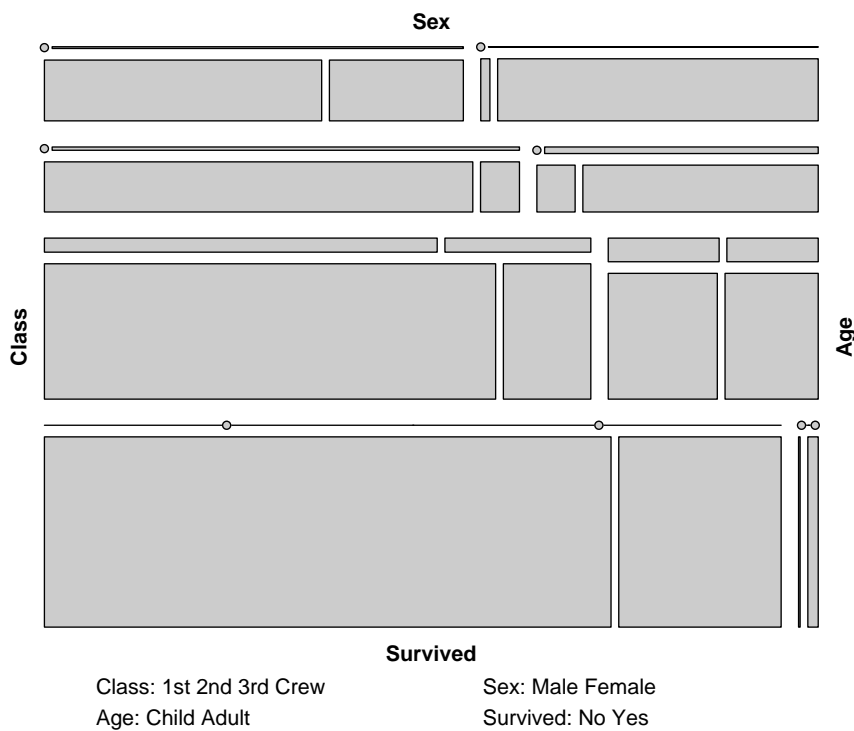 Sex
Class
Age
Survived
Class: 1st 2nd 3rd Crew
Sex: Male Female
Age: Child Adult
Survived: No Yes